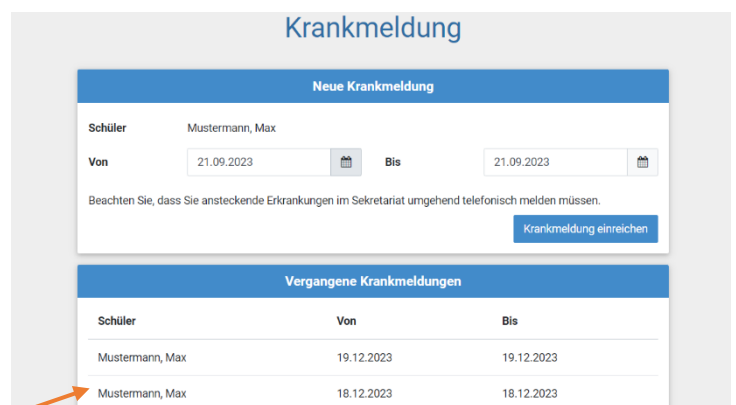 Krankmeldung
Neue Krankmeldung
Schüler Mustermann, Max
Von 21.09.2023 Bis 21.09.2023
Beachten Sie, dass Sie ansteckende Erkrankungen im Sekretariat umgehend telefonisch melden müssen.
Krankmeldung einreichen
Vergangene Krankmeldungen
Schüler Von Bis
Mustermann, Max 19.12.2023 19.12.2023
Mustermann, Max 18.12.2023 18.12.2023